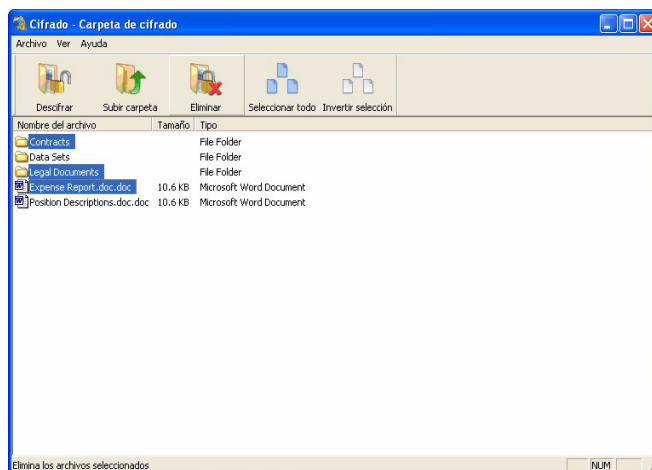 Cifrado - Carpeta de cifrado
Archivo Ver Ayuda
Descifrar Subir carpeta Eliminar Seleccionar todo Invertir selección
Nombre del archivo Tamaño Tipo
Contracts File Folder
Data Sets File Folder
Legal Documents File Folder
Expense Report.doc.doc 10.6 KB Microsoft Word Document
Position Descriptions.doc.doc 10.6 KB Microsoft Word Document
Elimina los archivos seleccionados NUM